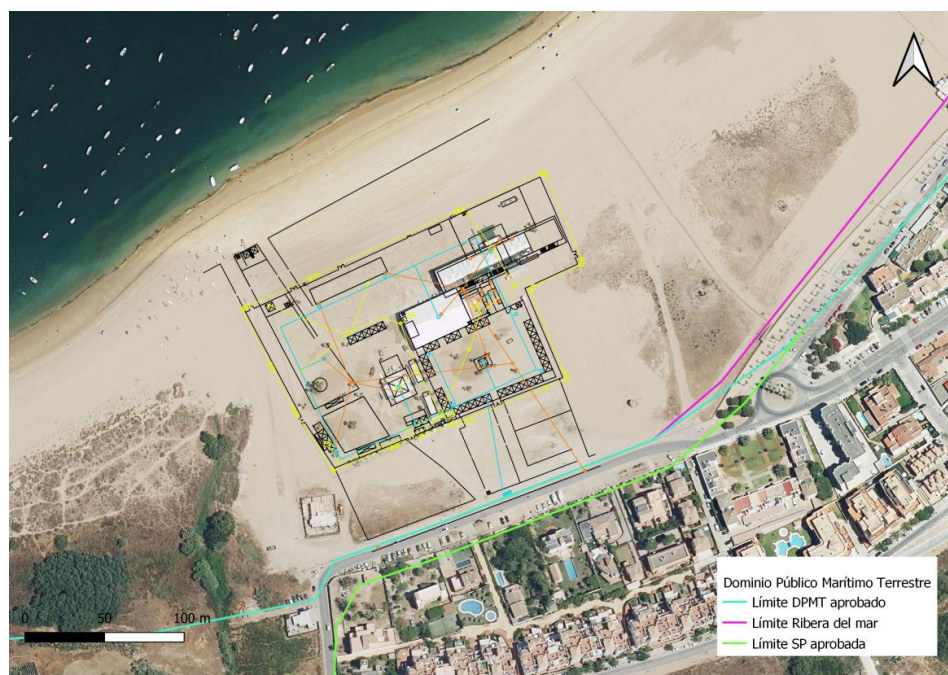 Dominio Público Marítimo Terrestre
Límite DPMT aprobado
Límite Ribera del mar
Límite SP aprobada
0 50 100 m